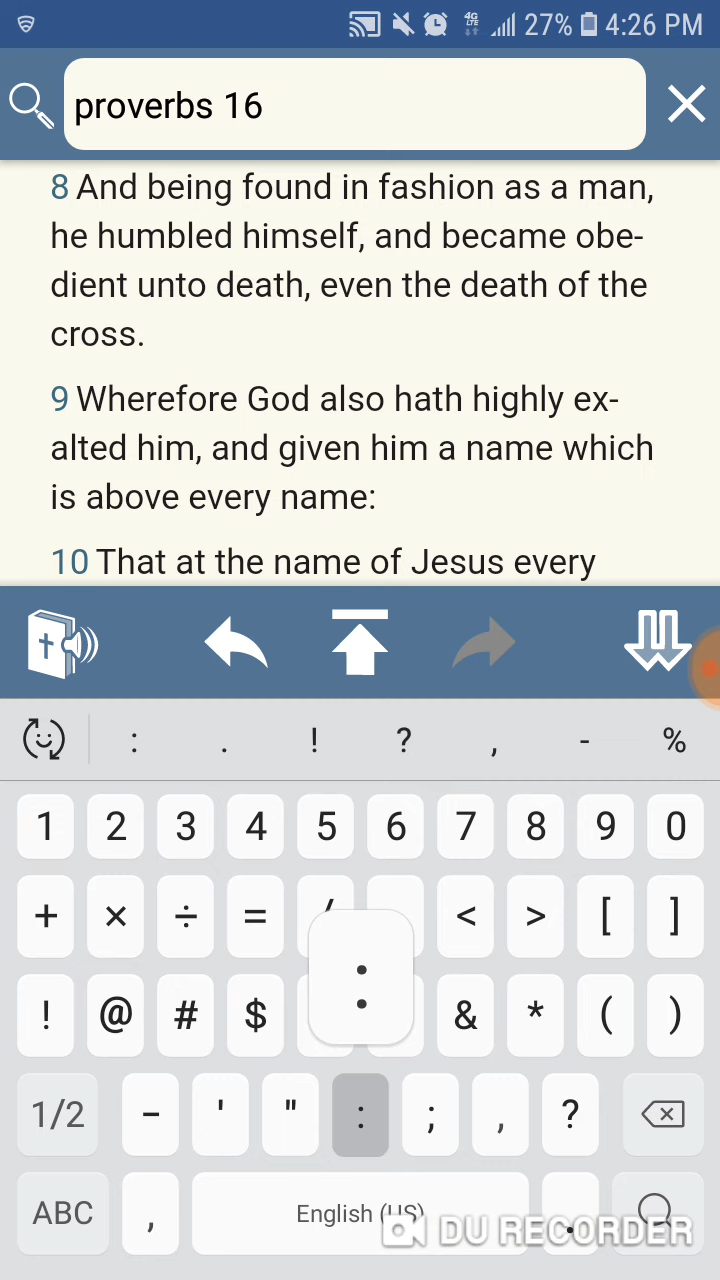 4G LTE 27% 4:26 PM
proverbs 16
8 And being found in fashion as a man,
he humbled himself, and became obe-
dient unto death, even the death of the
cross.
9 Wherefore God also hath highly ex-
alted him, and given him a name which
is above every name:
10 That at the name of Jesus every
: . ! ? , - %
1 2 3 4 5 6 7 8 9 0
+ × ÷ = / < > [ ]
:
! @ # $ & * ( )
1/2 - ' " : ; , ?
ABC , English (US) .
DU RECORDER